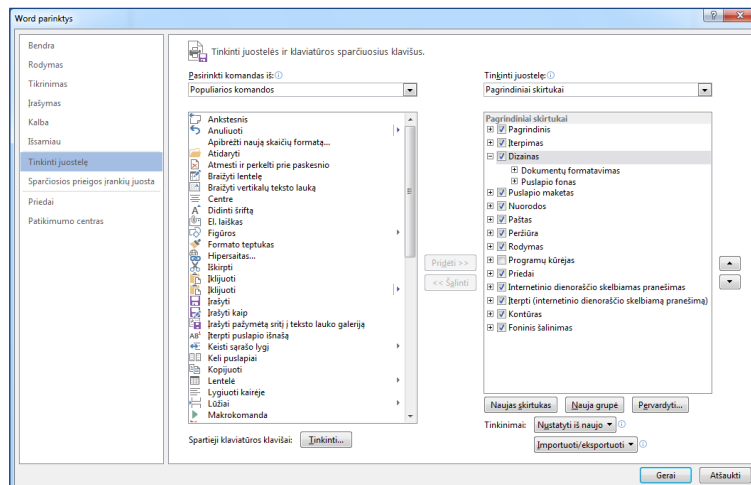 Word parinktys
Bendra
Rodymas
Tikrinimas
Įrašymas
Kalba
Išsamiau
Tinkinti juostelę
Sparčiosios prieigos įrankių juosta
Priedai
Patikimumo centras
Tinkinti juostelės ir klaviatūros sparčiuosius klavišus.
Pasirinkti komandas iš:
Populiarios komandos
Ankstesnis
Anuliuoti
Apibrėžti naują skaičių formatą...
Atidaryti
Atmesti ir perkelti prie paskesnio
Braižyti lentelę
Braižyti vertikalų teksto lauką
Centre
Didinti šriftą
El. laiškas
Figūros
Formato teptukas
Hipersaitas...
Iškirpti
Įklijuoti
Įklijuoti
Įrašyti
Įrašyti kaip
Įrašyti pažymėtą sritį į teksto lauko galeriją
Įterpti puslapio išnašą
Keisti sąrašo lygį
Keli puslapiai
Kopijuoti
Lentelė
Lygiuoti kairėje
Lūžiai
Makrokomanda
Spartieji klaviatūros klavišai:
Tinkinti...
Pridėti >>
<< Šalinti
Tinkinti juostelę:
Pagrindiniai skirtukai
Pagrindiniai skirtukai
Pagrindinis
Įterpimas
Dizainas
Dokumentų formatavimas
Puslapio fonas
Puslapio maketas
Nuorodos
Paštas
Peržiūra
Rodymas
Programų kūrėjas
Priedai
Internetinio dienoraščio skelbiamas pranešimas
Įterpti (internetinio dienoraščio skelbiamą pranešimą)
Kontūras
Foninis šalinimas
Naujas skirtukas
Nauja grupė
Pervardyti...
Tinkinimai:
Nustatyti iš naujo
Importuoti/eksportuoti
Gerai
Atšaukti